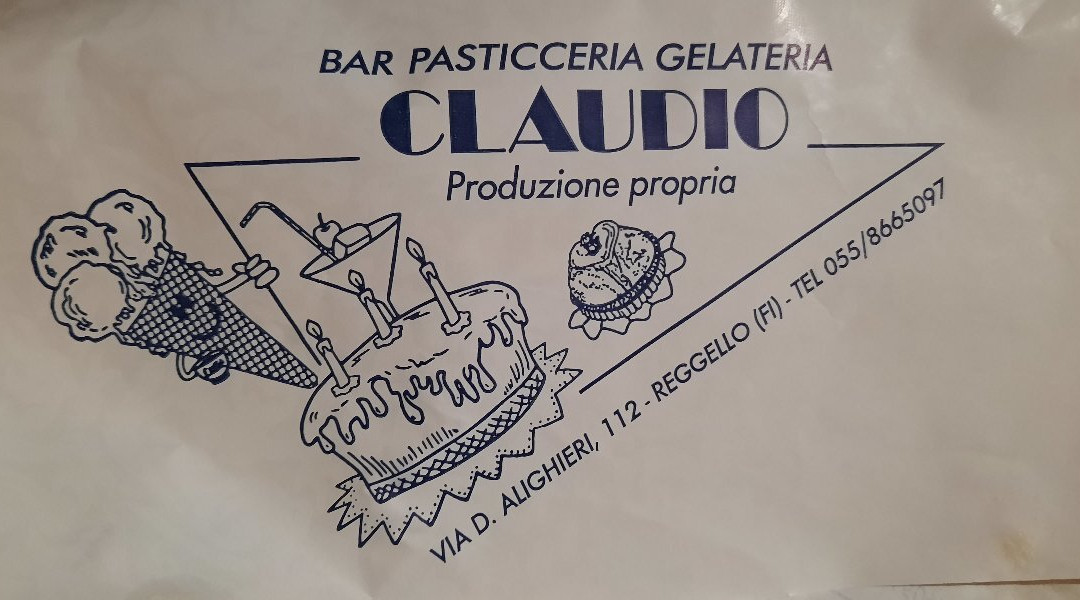 BAR PASTICCERIA GELATERIA
CLAUDIO
Produzione propria
VIA D. ALIGHIERI, 112 - REGGELLO (FI) - TEL 055/8665097